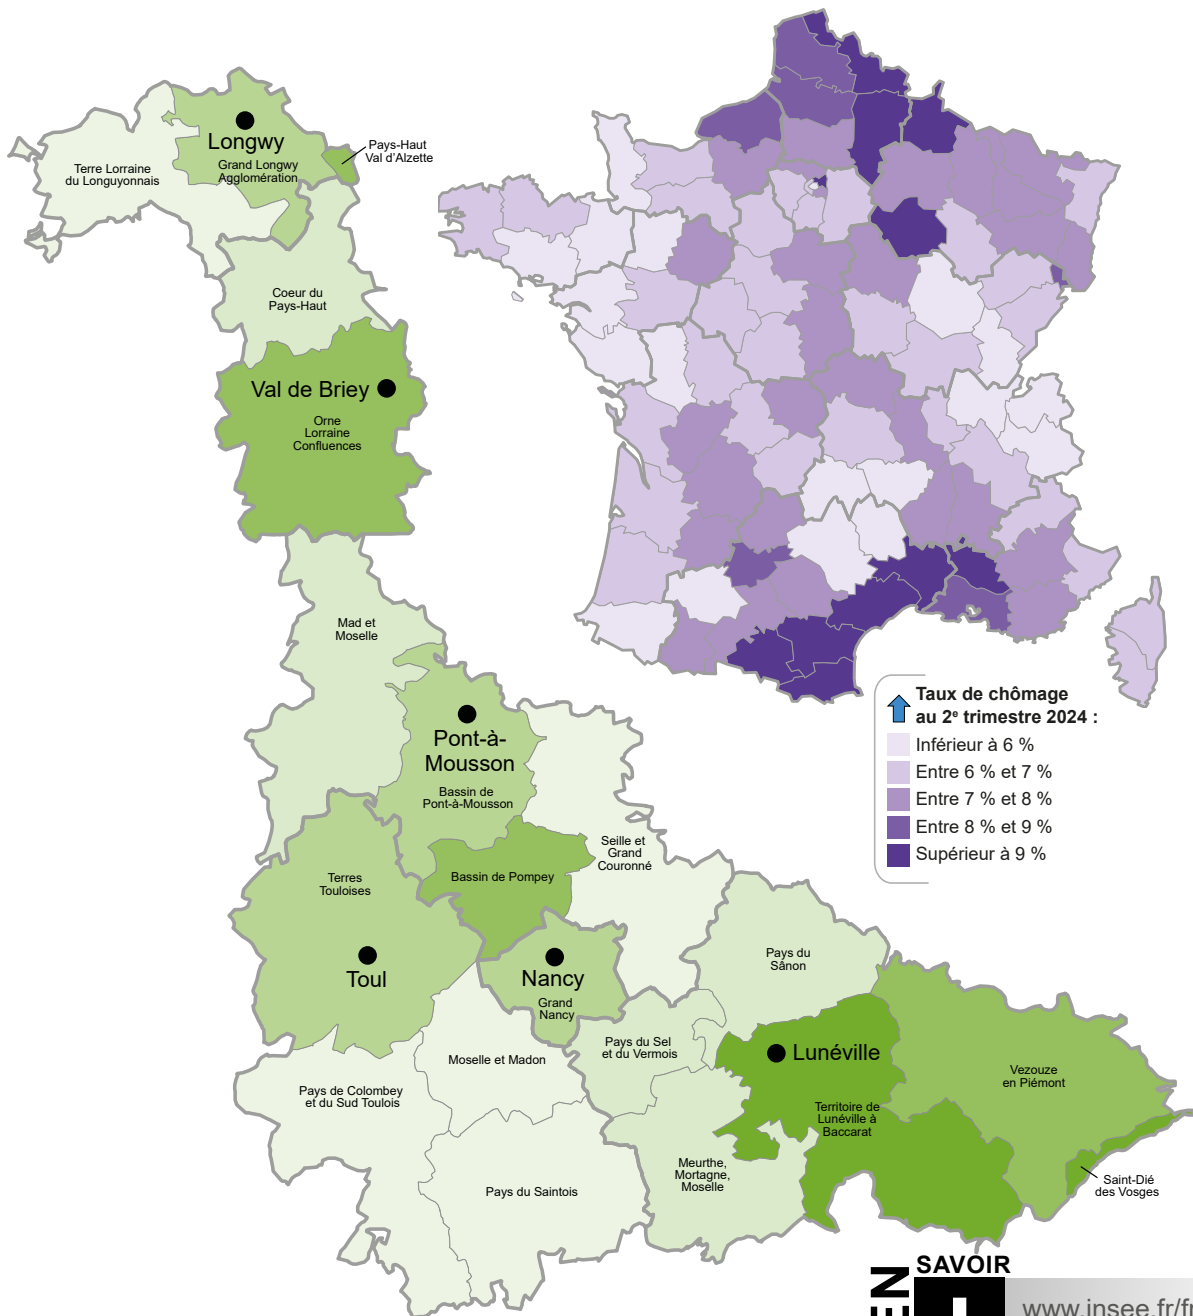 Longwy
Grand Longwy
Agglomération
Pays-Haut
Val d'Alzette
Terre Lorraine
du Longuyonnais
Coeur du
Pays-Haut
Val de Briey
Orne
Lorraine
Confluences
Mad et
Moselle
Pont-à-
Mousson
Bassin de
Pont-à-Mousson
Seille et
Grand
Couronné
Bassin de Pompey
Terres
Touloises
Toul
Nancy
Grand
Nancy
Pays du
Sânon
Pays du Sel
et du Vermois
Lunéville
Moselle et Madon
Vezouze
en Piémont
Pays de Colombey
et du Sud Toulois
Territoire de
Lunéville à
Baccarat
Meurthe,
Mortagne,
Moselle
Pays du Saintois
Saint-Dié
des Vosges
Taux de chômage
au 2e trimestre 2024 :
Inférieur à 6 %
Entre 6 % et 7 %
Entre 7 % et 8 %
Entre 8 % et 9 %
Supérieur à 9 %
EN
SAVOIR
www.insee.fr/fr